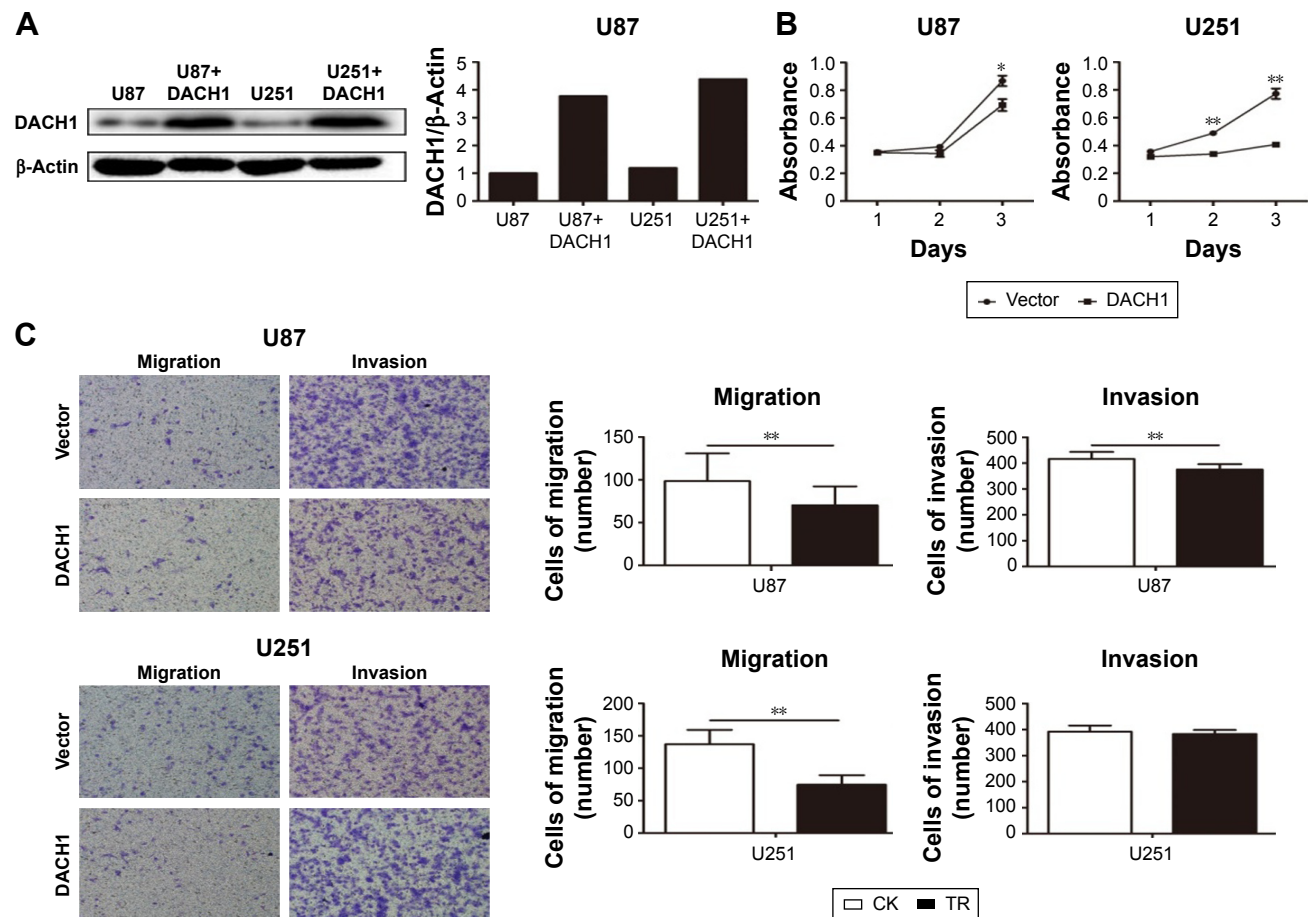 A
U87
U87+
DACH1
U251
U251+
DACH1
DACH1
β-Actin
U87
DACH1/β-Actin
5
4
3
2
1
0
U87
U87+
DACH1
U251
U251+
DACH1
B
U87
Absorbance
1.0
0.8
0.6
0.4
0.2
0
*
1 2 3
Days
U251
Absorbance
1.0
0.8
0.6
0.4
0.2
0
**
**
1 2 3
Days
Vector DACH1
C
U87
Migration Invasion
Vector
DACH1
U251
Migration Invasion
Vector
DACH1
Migration
Cells of migration
(number)
150
100
50
0
**
U87
Invasion
Cells of invasion
(number)
500
400
300
200
100
0
**
U87
Migration
Cells of migration
(number)
200
150
100
50
0
**
U251
Invasion
Cells of invasion
(number)
500
400
300
200
100
0
U251
CK TR